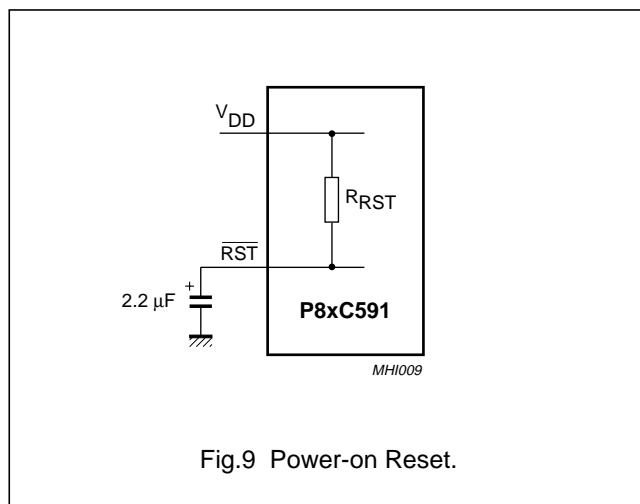 VDD
RRST
RST
2.2 µF
+
P8xC591
MHI009
Fig.9 Power-on Reset.